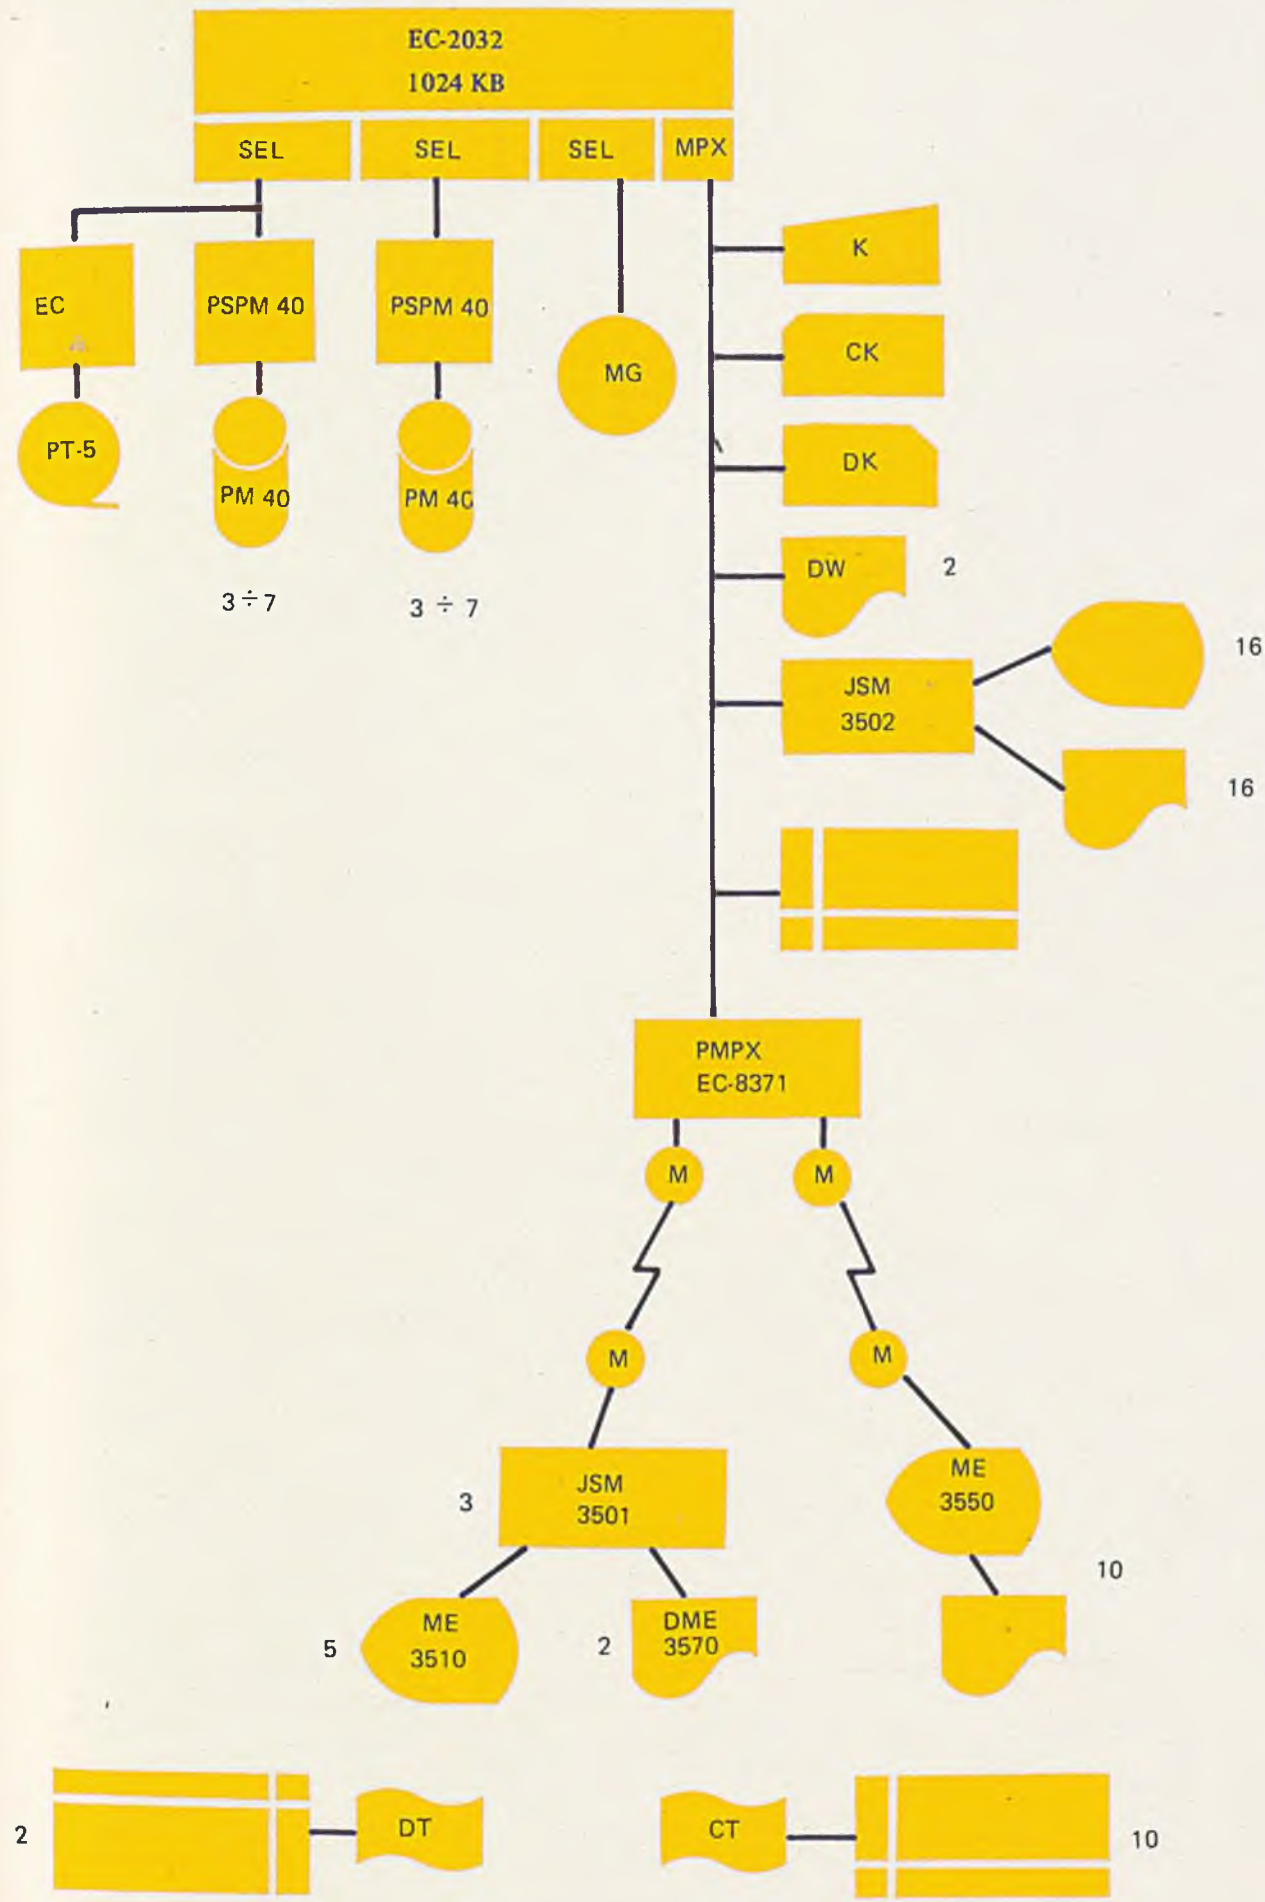 EC-2032
1024 KB
SEL
SEL
SEL
MPX
K
EC
PSPM 40
PSPM 40
CK
MG
PT-5
DK
PM 40
PM 40
DW
2
3 ÷ 7
3 ÷ 7
16
JSM
3502
16
PMPX
EC-8371
M
M
M
M
3
JSM
3501
ME
3550
10
5
ME
3510
2
DME
3570
2
DT
CT
10